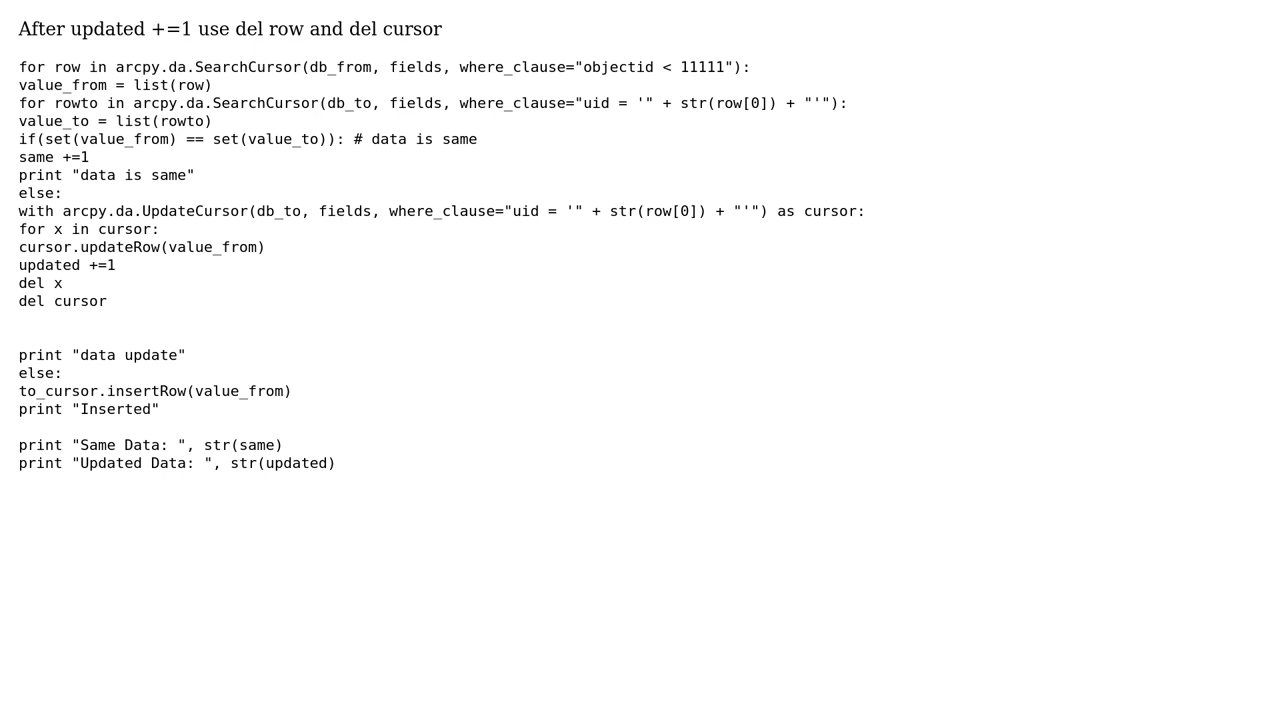 After updated +=1 use del row and del cursor
for row in arcpy.da.SearchCursor(db_from, fields, where_clause="objectid < 11111"):
value_from = list(row)
for rowto in arcpy.da.SearchCursor(db_to, fields, where_clause="uid = '" + str(row[0]) + "'"):
value_to = list(rowto)
if(set(value_from) == set(value_to)): # data is same
same +=1
print "data is same"
else:
with arcpy.da.UpdateCursor(db_to, fields, where_clause="uid = '" + str(row[0]) + "'") as cursor:
for x in cursor:
cursor.updateRow(value_from)
updated +=1
del x
del cursor
print "data update"
else:
to_cursor.insertRow(value_from)
print "Inserted"
print "Same Data: ", str(same)
print "Updated Data: ", str(updated)